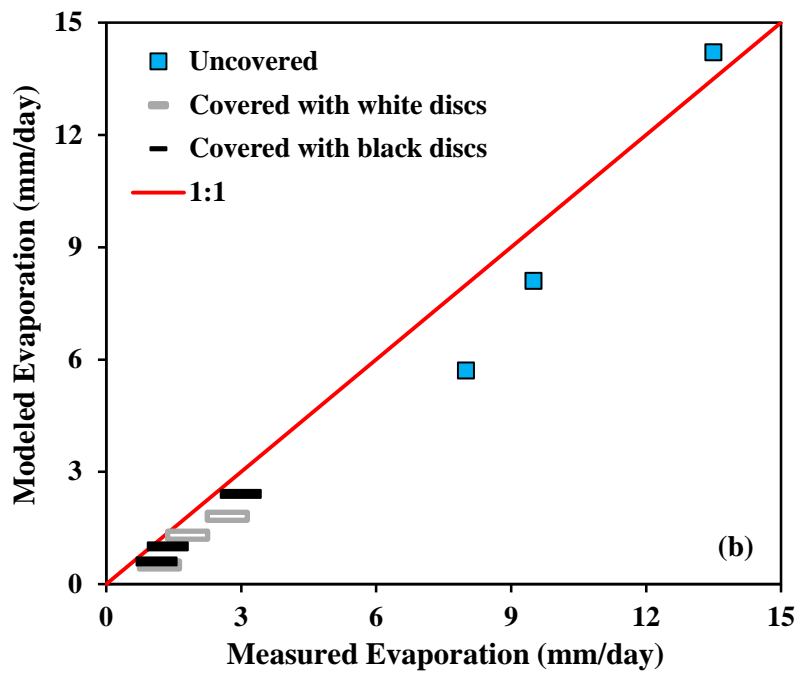 15
12
9
6
3
0
Modeled Evaporation (mm/day)
Uncovered
Covered with white discs
Covered with black discs
1:1
(b)
0 3 6 9 12 15
Measured Evaporation (mm/day)